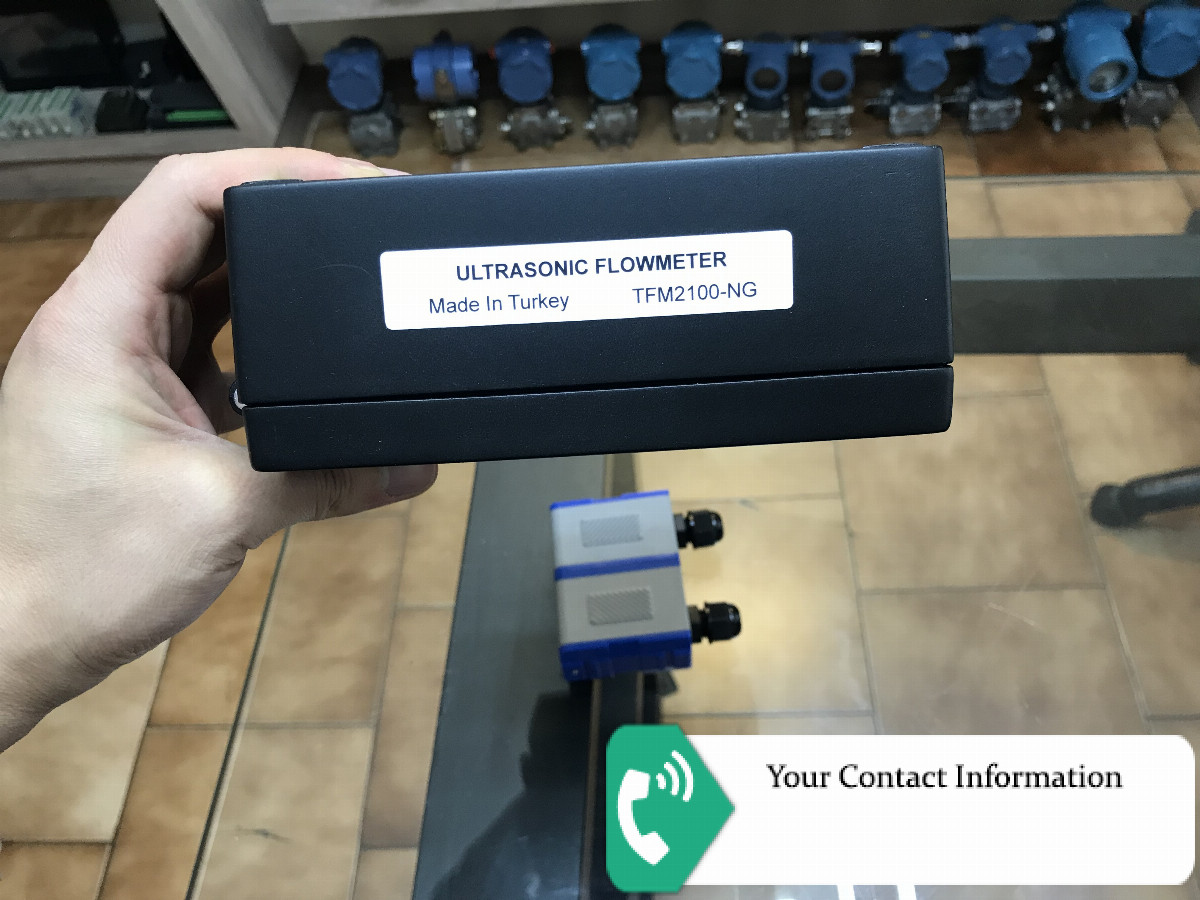 ULTRASONIC FLOWMETER
Made In Turkey TFM2100-NG
Your Contact Information